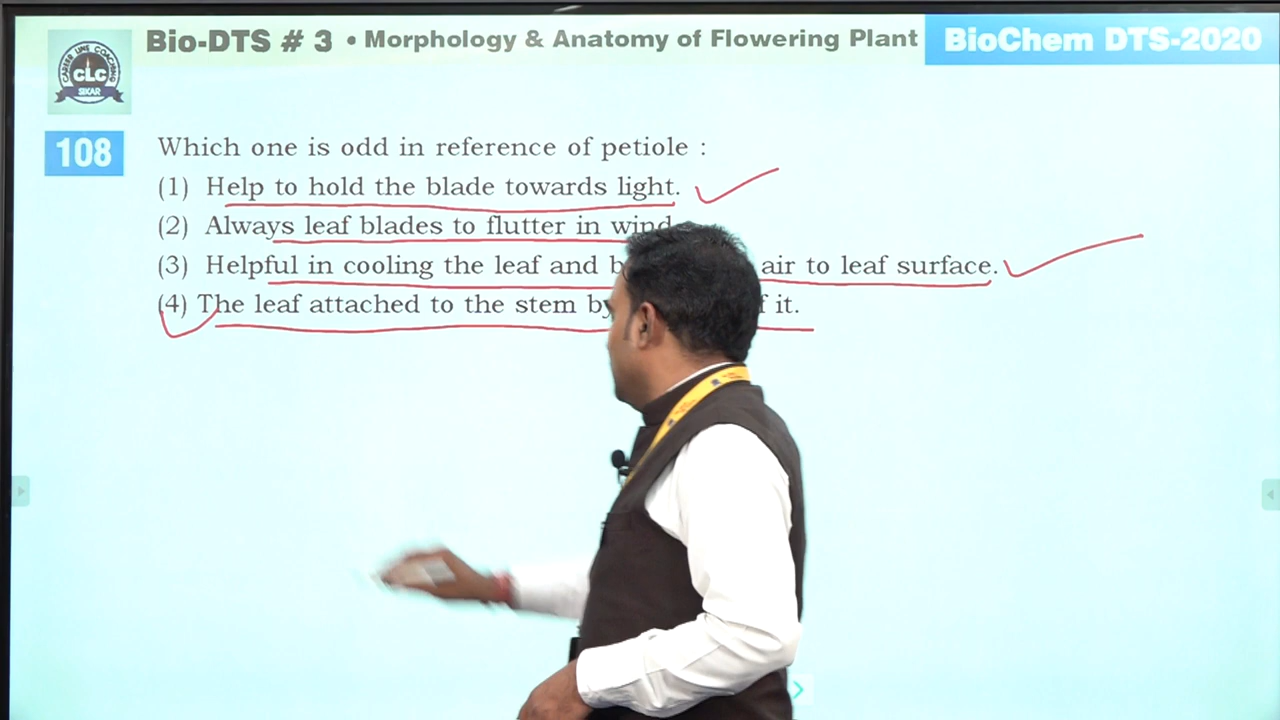 Bio-DTS # 3 • Morphology & Anatomy of Flowering Plant
BioChem DTS-2020
CAREER LINE COACHING
CLC
SIKAR
108
Which one is odd in reference of petiole :
(1) Help to hold the blade towards light.
(2) Always leaf blades to flutter in wind
(3) Helpful in cooling the leaf and air to leaf surface.
(4) The leaf attached to the stem by it.